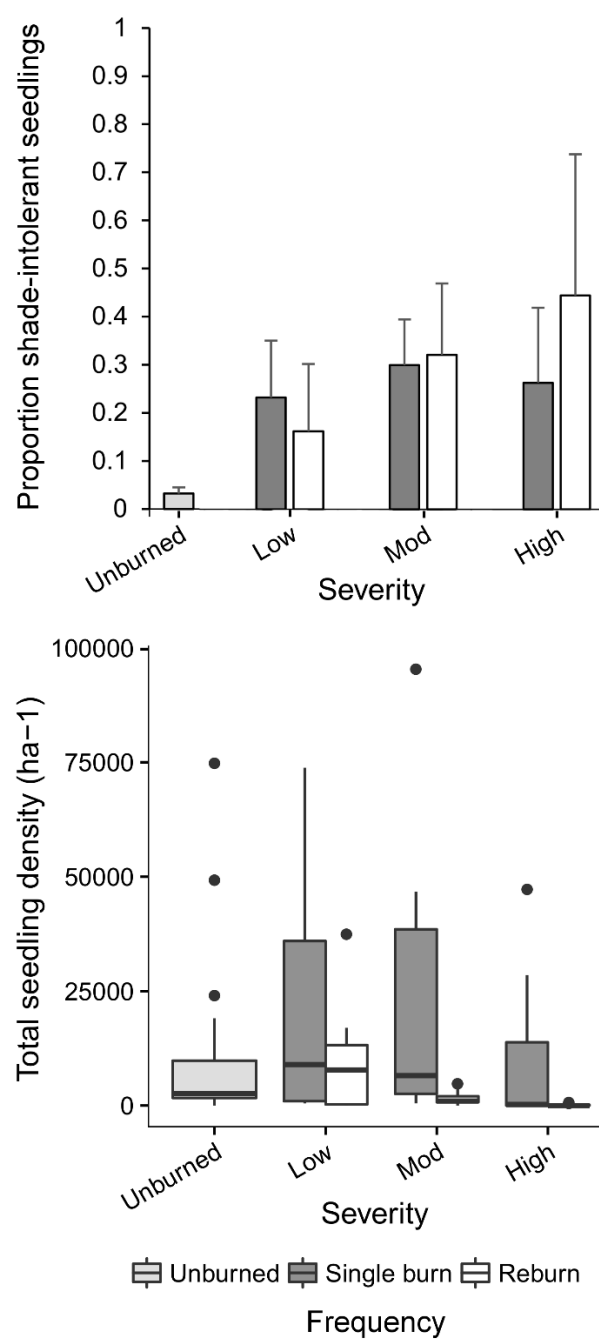 Proportion shade-intolerant seedlings
1
0.9
0.8
0.7
0.6
0.5
0.4
0.3
0.2
0.1
0
Unburned
Low
Mod
High
Severity
Total seedling density (ha−1)
100000
75000
50000
25000
0
Unburned
Low
Mod
High
Severity
Unburned Single burn Reburn
Frequency